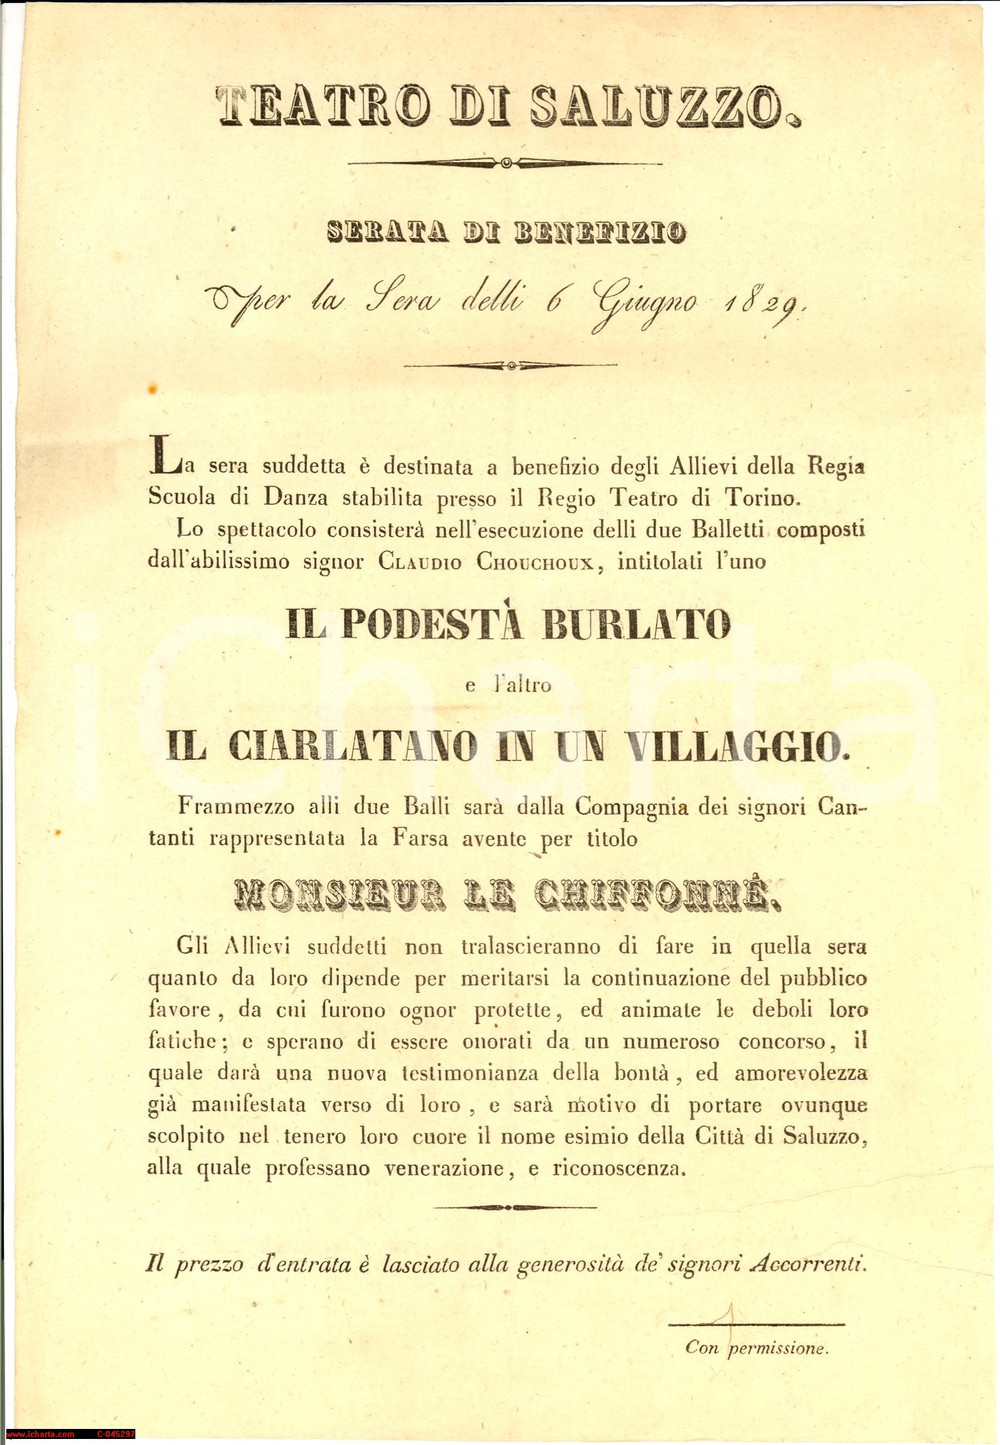 TEATRO DI SALUZZO.
SERATA DI BENEFIZIO
per la Sera delli 6 Giugno 1829.
La sera suddetta è destinata a benefizio degli Allievi della Regia
Scuola di Danza stabilita presso il Regio Teatro di Torino.
Lo spettacolo consisterà nell'esecuzione delli due Balletti composti
dall'abilissimo signor CLAUDIO CHOUCHOUX, intitolati l'uno
IL PODESTÀ BURLATO
e l'altro
IL CIARLATANO IN UN VILLAGGIO.
Frammezzo alli due Balli sarà dalla Compagnia dei signori Can-
tanti rappresentata la Farsa avente per titolo
MONSIEUR LE CHIFFONNÉ.
Gli Allievi suddetti non tralascieranno di fare in quella sera
quanto da loro dipende per meritarsi la continuazione del pubblico
favore, da cui furono ognor protette, ed animate le deboli loro
fatiche; e sperano di essere onorati da un numeroso concorso, il
quale darà una nuova testimonianza della bontà, ed amorevolezza
già manifestata verso di loro, e sarà motivo di portare ovunque
scolpito nel tenero loro cuore il nome esimio della Città di Saluzzo,
alla quale professano venerazione, e riconoscenza.
Il prezzo d'entrata è lasciato alla generosità de' signori Accorrenti.
Con permissione.
iCharta
www.icharta.com C-045297